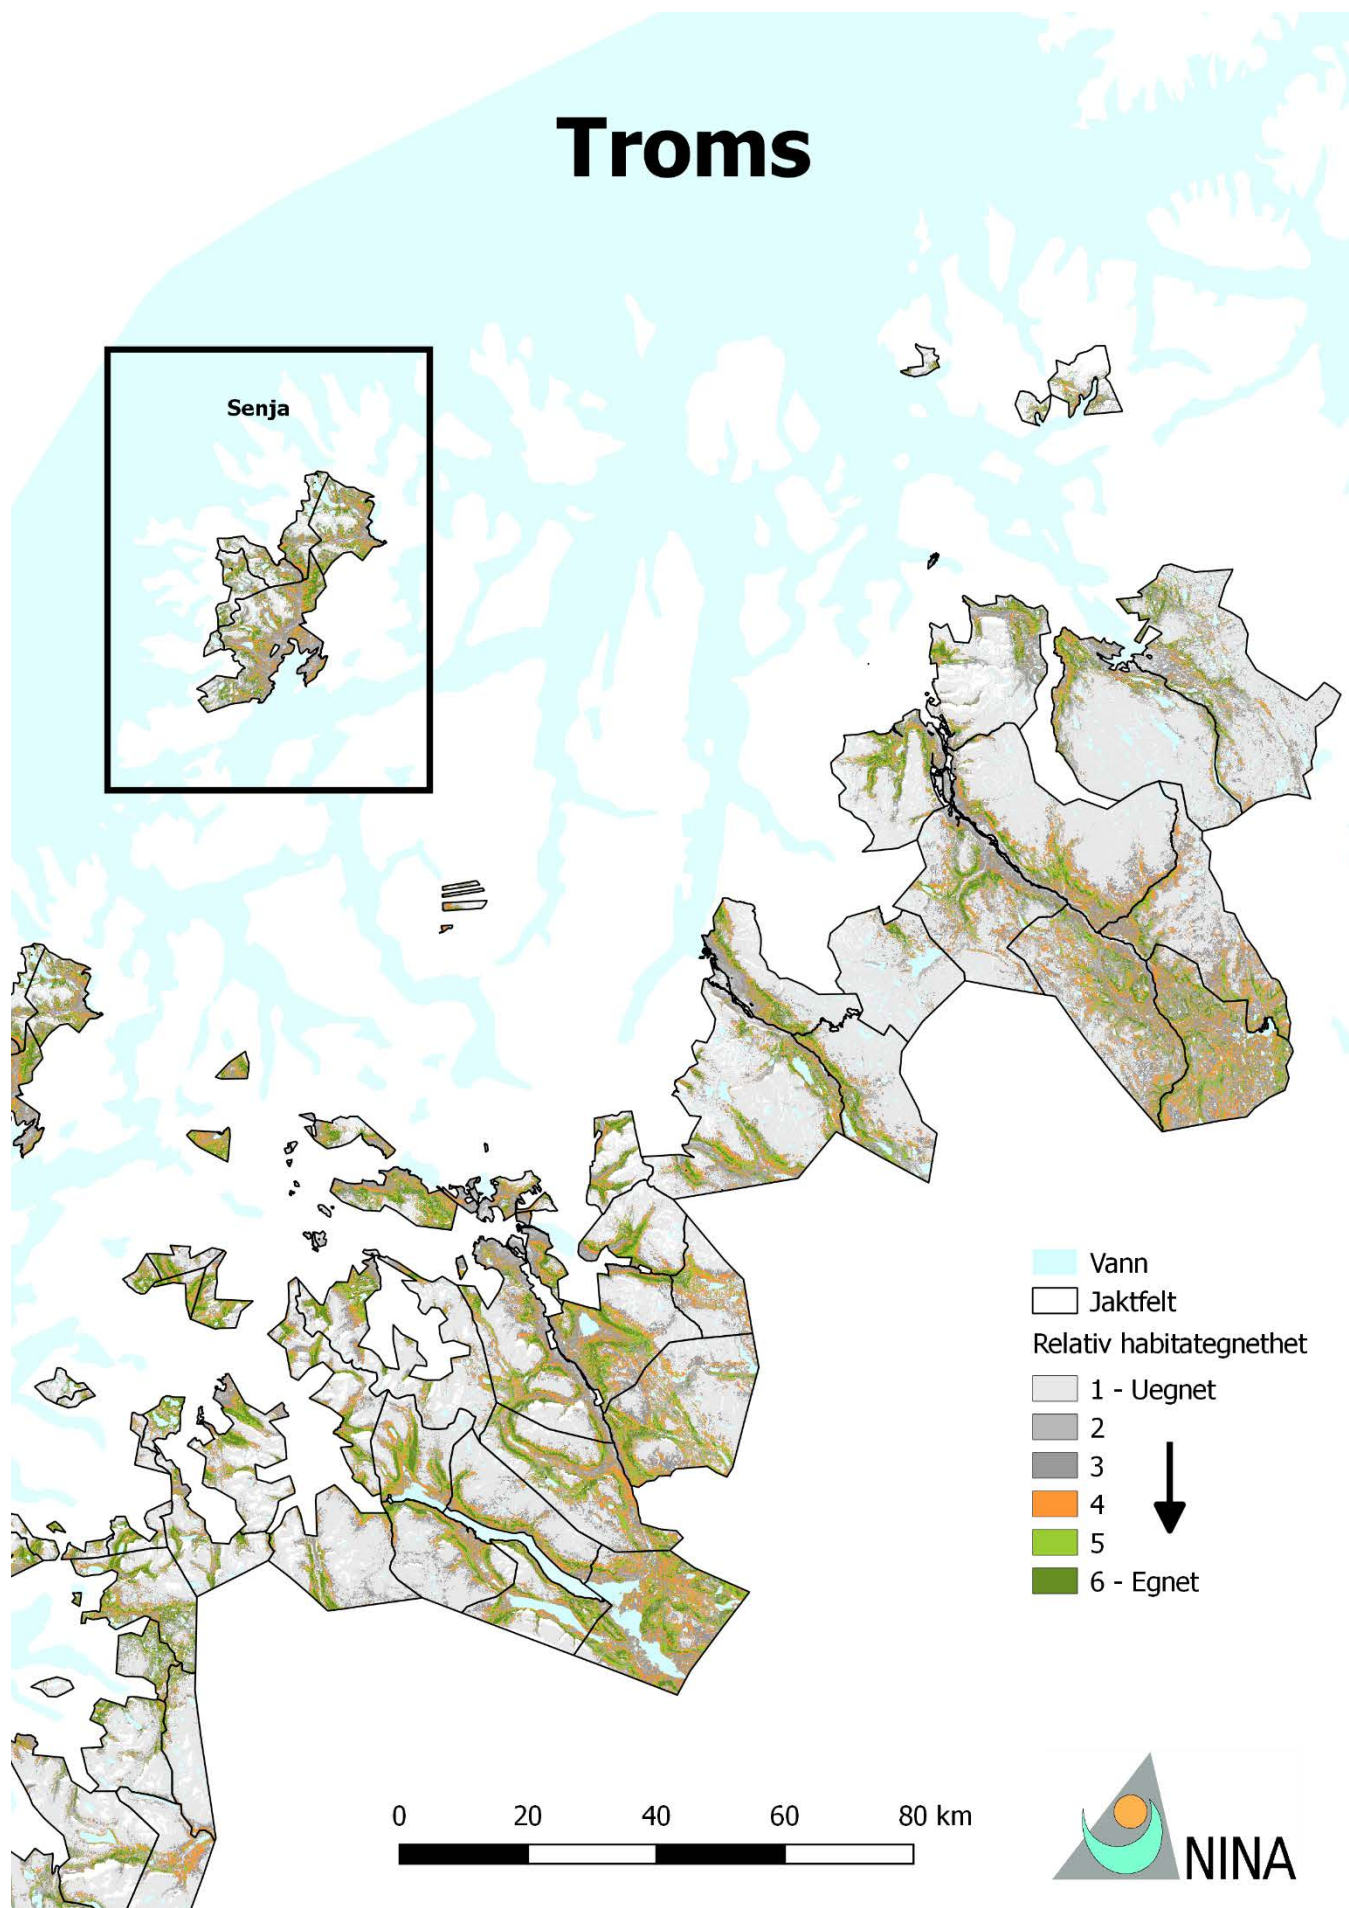 Troms
Senja
Vann
Jaktfelt
Relativ habitategnethet
1 - Uegnet
2
3
4
5
6 - Egnet
0 20 40 60 80 km
NINA